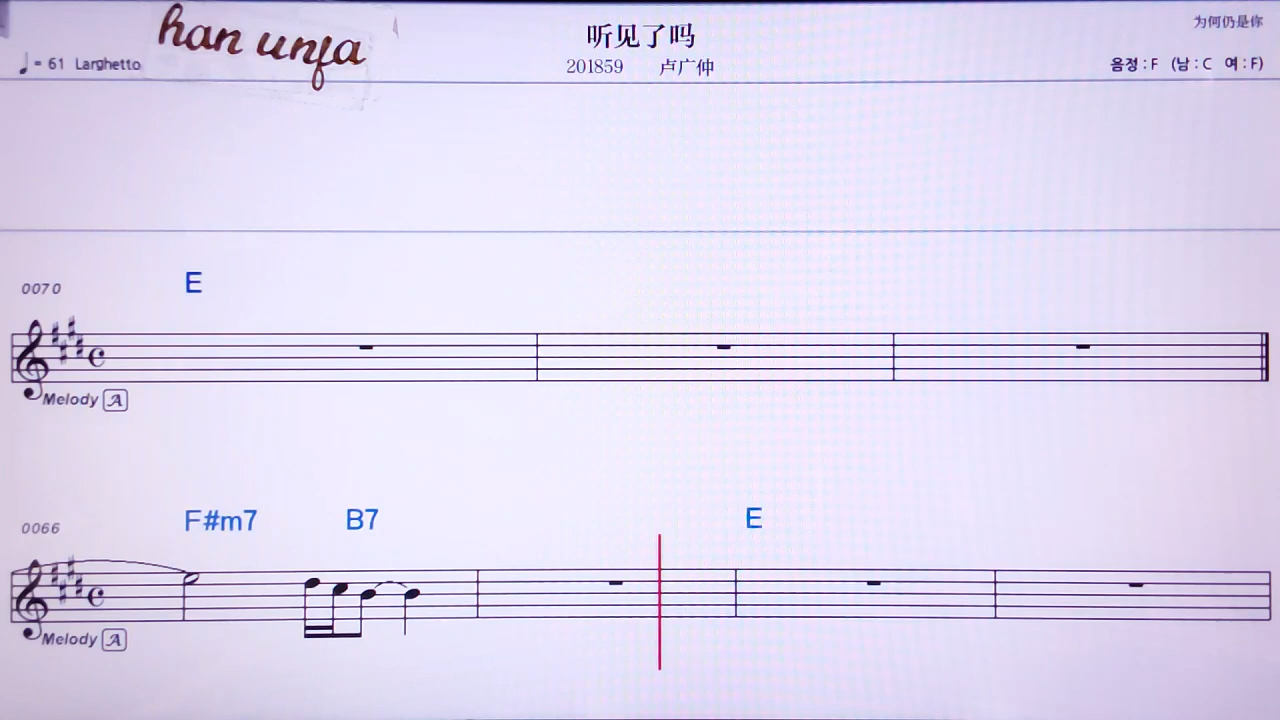 han unfa
听见了吗
为何仍是你
♩= 61 Larghetto
201859 卢广仲
음정 : F (남 : C 여 : F)
0070
E
Melody A
0066
F#m7 B7 E
Melody A